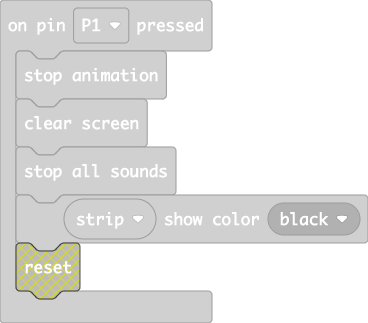 on pin P1 pressed
stop animation
clear screen
stop all sounds
strip show color black
reset